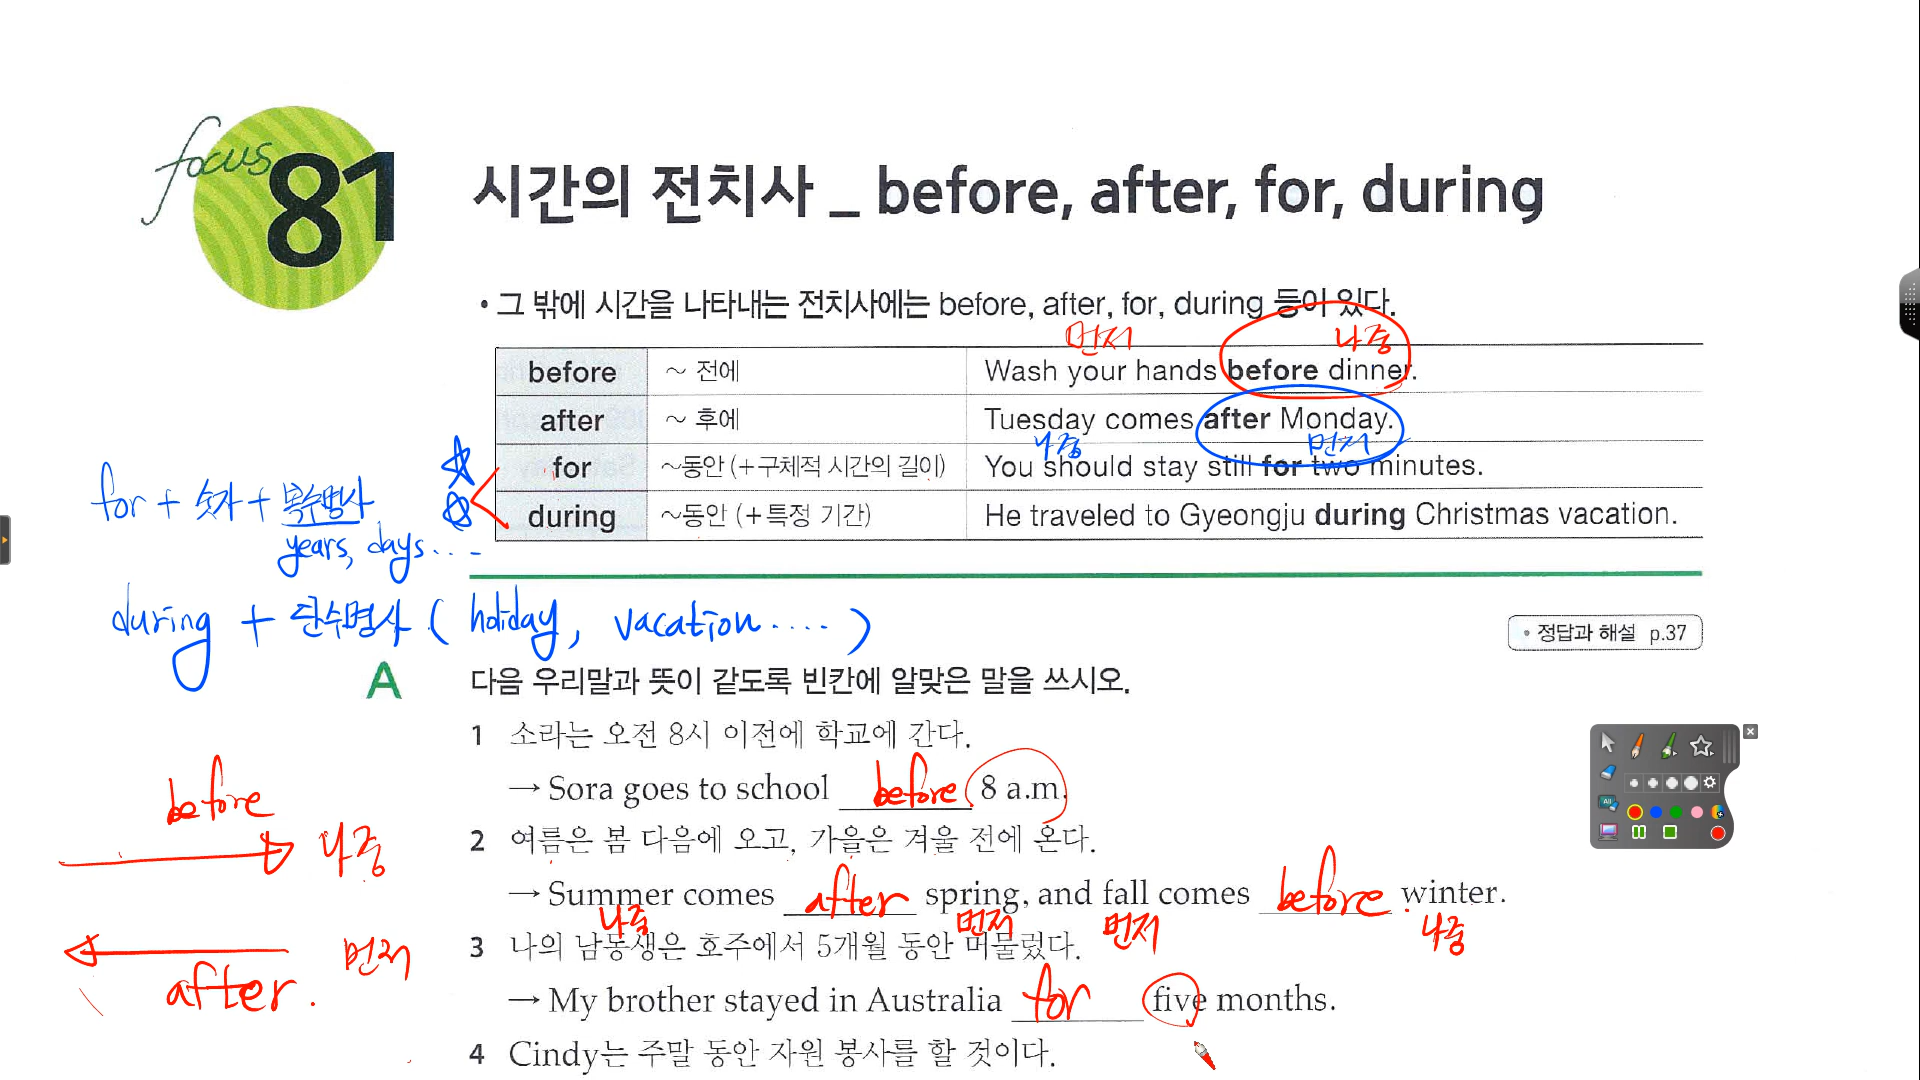 focus 81
시간의 전치사 _ before, after, for, during
• 그 밖에 시간을 나타내는 전치사에는 before, after, for, during 등이 있다.
먼저 나중
before ~ 전에 Wash your hands before dinner.
after ~ 후에 Tuesday comes after Monday.
나중 먼저
for ~동안 (+구체적 시간의 길이) You should stay still for two minutes.
during ~동안 (+특정 기간) He traveled to Gyeongju during Christmas vacation.
for + 숫자 + 복수명사
years, days....
during + 단수명사 ( holiday, vacation.....)
• 정답과 해설 p.37
A 다음 우리말과 뜻이 같도록 빈칸에 알맞은 말을 쓰시오.
1 소라는 오전 8시 이전에 학교에 간다.
→ Sora goes to school before 8 a.m.
before
나중
2 여름은 봄 다음에 오고, 가을은 겨울 전에 온다.
→ Summer comes after spring, and fall comes before winter.
나중 먼저 먼저 나중
먼저
after.
3 나의 남동생은 호주에서 5개월 동안 머물렀다.
→ My brother stayed in Australia for five months.
4 Cindy는 주말 동안 자원 봉사를 할 것이다.